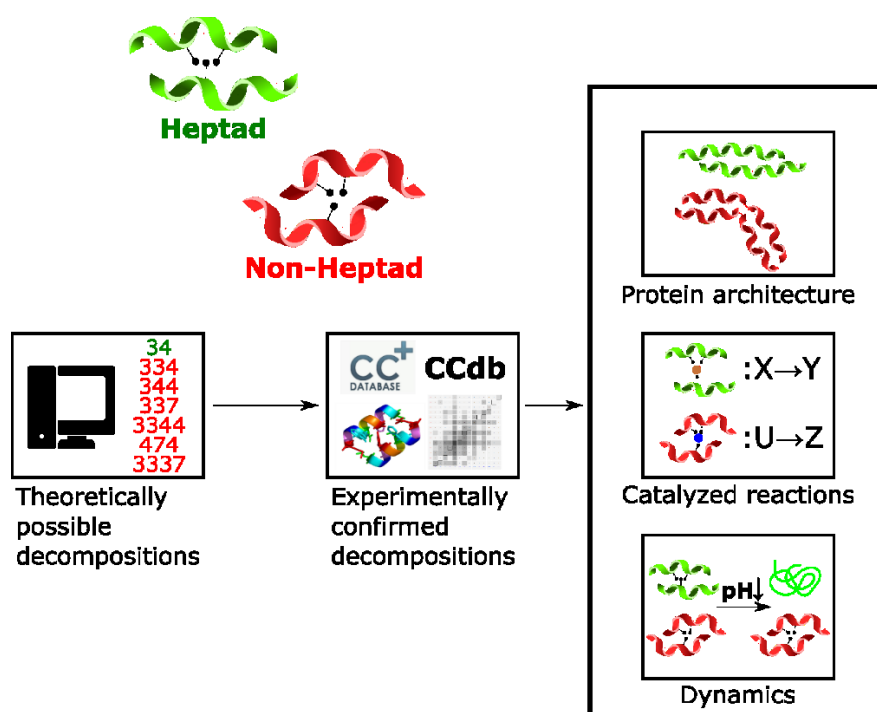 Heptad
Non-Heptad
34
334
344
337
3344
474
3337
Theoretically
possible
decompositions
CC+
DATABASE
CCdb
Experimentally
confirmed
decompositions
Protein architecture
:X→Y
:U→Z
Catalyzed reactions
pH↓
Dynamics